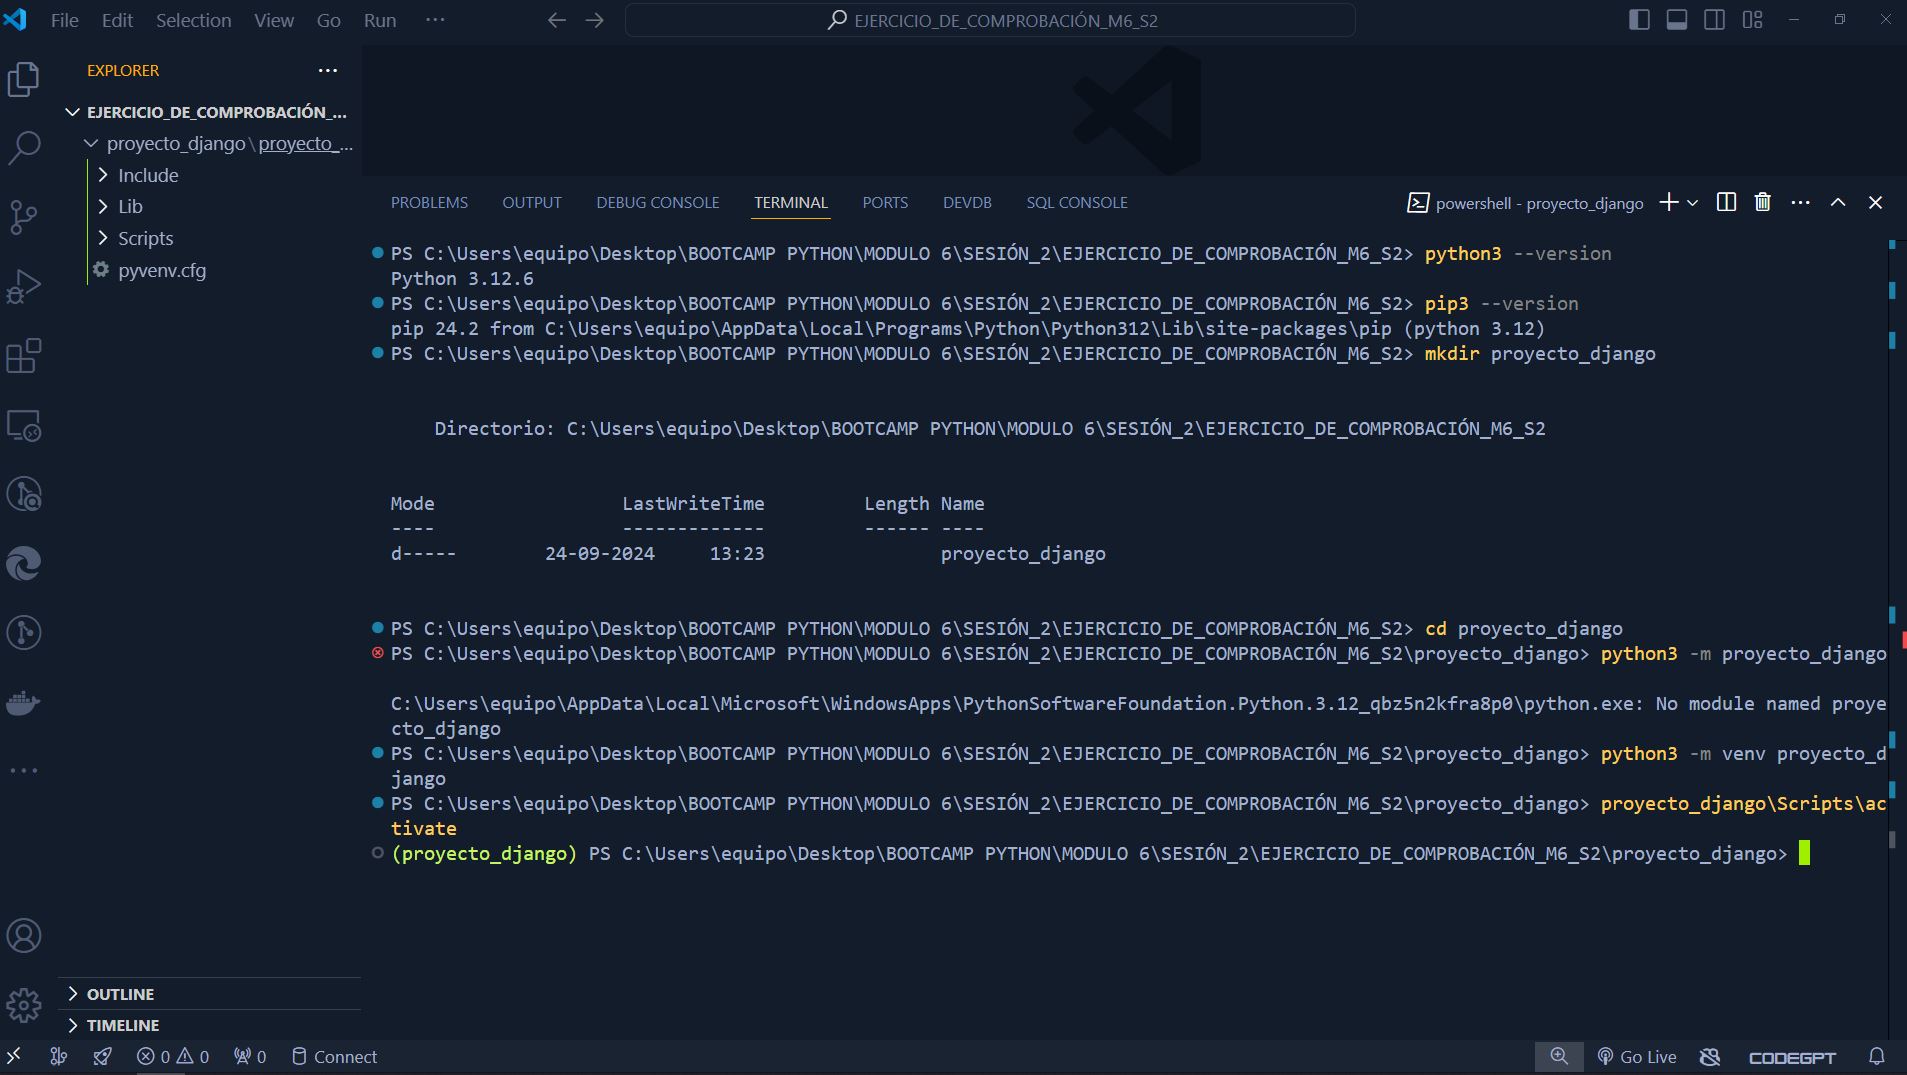 File Edit Selection View Go Run ···
EJERCICIO_DE_COMPROBACIÓN_M6_S2
EXPLORER
EJERCICIO_DE_COMPROBACIÓN_...
proyecto_django\proyecto_...
Include
Lib
Scripts
pyvenv.cfg
OUTLINE
TIMELINE
PROBLEMS OUTPUT DEBUG CONSOLE TERMINAL PORTS DEVDB SQL CONSOLE
powershell - proyecto_django
PS C:\Users\equipo\Desktop\BOOTCAMP PYTHON\MODULO 6\SESIÓN_2\EJERCICIO_DE_COMPROBACIÓN_M6_S2> python3 --version
Python 3.12.6
PS C:\Users\equipo\Desktop\BOOTCAMP PYTHON\MODULO 6\SESIÓN_2\EJERCICIO_DE_COMPROBACIÓN_M6_S2> pip3 --version
pip 24.2 from C:\Users\equipo\AppData\Local\Programs\Python\Python312\Lib\site-packages\pip (python 3.12)
PS C:\Users\equipo\Desktop\BOOTCAMP PYTHON\MODULO 6\SESIÓN_2\EJERCICIO_DE_COMPROBACIÓN_M6_S2> mkdir proyecto_django
Directorio: C:\Users\equipo\Desktop\BOOTCAMP PYTHON\MODULO 6\SESIÓN_2\EJERCICIO_DE_COMPROBACIÓN_M6_S2
Mode LastWriteTime Length Name
---- ------------- ------ ----
d----- 24-09-2024 13:23 proyecto_django
PS C:\Users\equipo\Desktop\BOOTCAMP PYTHON\MODULO 6\SESIÓN_2\EJERCICIO_DE_COMPROBACIÓN_M6_S2> cd proyecto_django
PS C:\Users\equipo\Desktop\BOOTCAMP PYTHON\MODULO 6\SESIÓN_2\EJERCICIO_DE_COMPROBACIÓN_M6_S2\proyecto_django> python3 -m proyecto_django
C:\Users\equipo\AppData\Local\Microsoft\WindowsApps\PythonSoftwareFoundation.Python.3.12_qbz5n2kfra8p0\python.exe: No module named proye
cto_django
PS C:\Users\equipo\Desktop\BOOTCAMP PYTHON\MODULO 6\SESIÓN_2\EJERCICIO_DE_COMPROBACIÓN_M6_S2\proyecto_django> python3 -m venv proyecto_d
jango
PS C:\Users\equipo\Desktop\BOOTCAMP PYTHON\MODULO 6\SESIÓN_2\EJERCICIO_DE_COMPROBACIÓN_M6_S2\proyecto_django> proyecto_django\Scripts\ac
tivate
(proyecto_django) PS C:\Users\equipo\Desktop\BOOTCAMP PYTHON\MODULO 6\SESIÓN_2\EJERCICIO_DE_COMPROBACIÓN_M6_S2\proyecto_django>
0 0 0 Connect Go Live CODEGPT